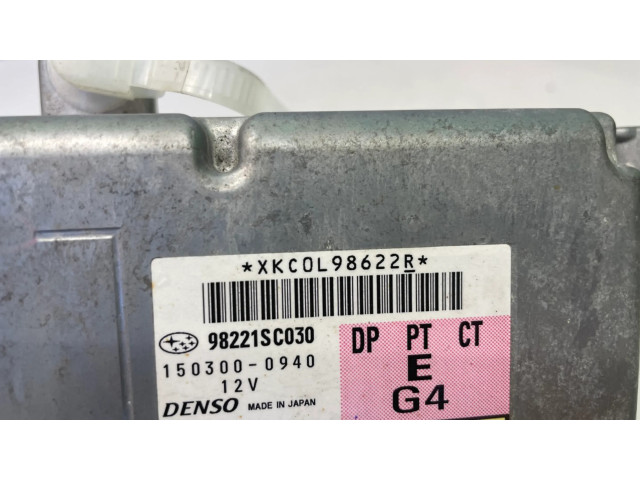 *XKC0L98622R*
98221SC030 DP PT CT
150300-0940 E
12V G4
DENSO MADE IN JAPAN